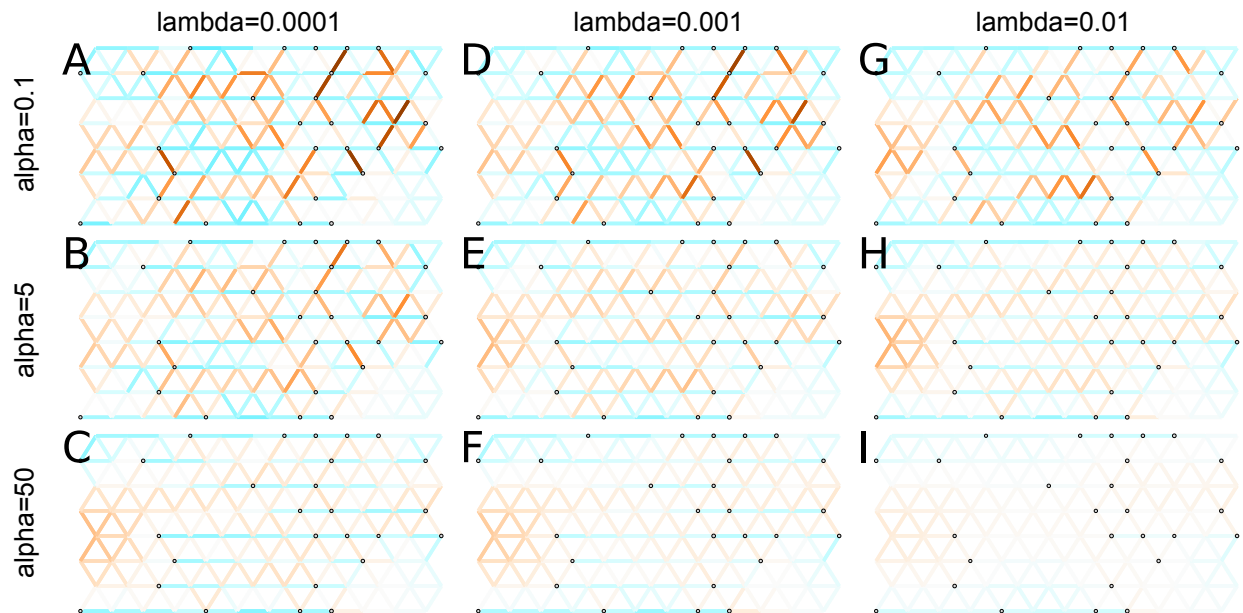 lambda=0.0001 lambda=0.001 lambda=0.01
alpha=0.1
A D G
alpha=5
B E H
alpha=50
C F I